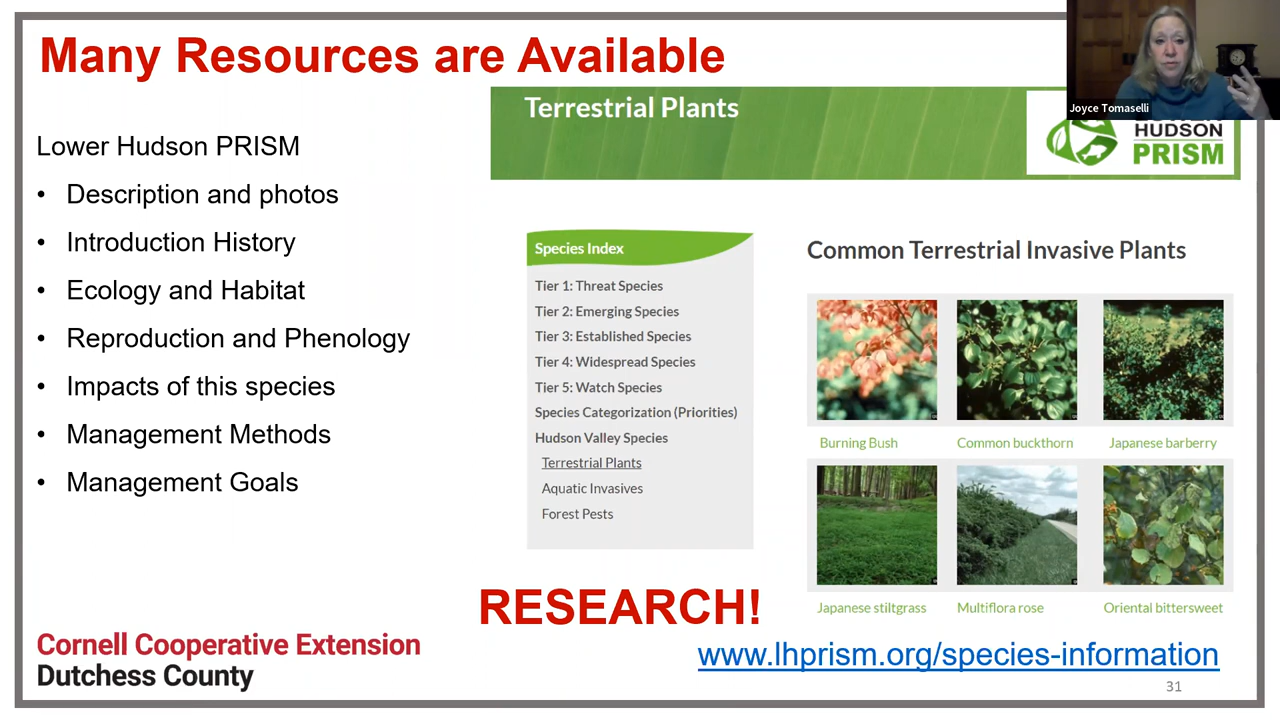 Many Resources are Available
Joyce Tomaselli
Lower Hudson PRISM
• Description and photos
• Introduction History
• Ecology and Habitat
• Reproduction and Phenology
• Impacts of this species
• Management Methods
• Management Goals
Terrestrial Plants
HUDSON
PRISM
Species Index
Tier 1: Threat Species
Tier 2: Emerging Species
Tier 3: Established Species
Tier 4: Widespread Species
Tier 5: Watch Species
Species Categorization (Priorities)
Hudson Valley Species
Terrestrial Plants
Aquatic Invasives
Forest Pests
Common Terrestrial Invasive Plants
Burning Bush
Common buckthorn
Japanese barberry
Japanese stiltgrass
Multiflora rose
Oriental bittersweet
RESEARCH!
www.lhprism.org/species-information
Cornell Cooperative Extension
Dutchess County
31